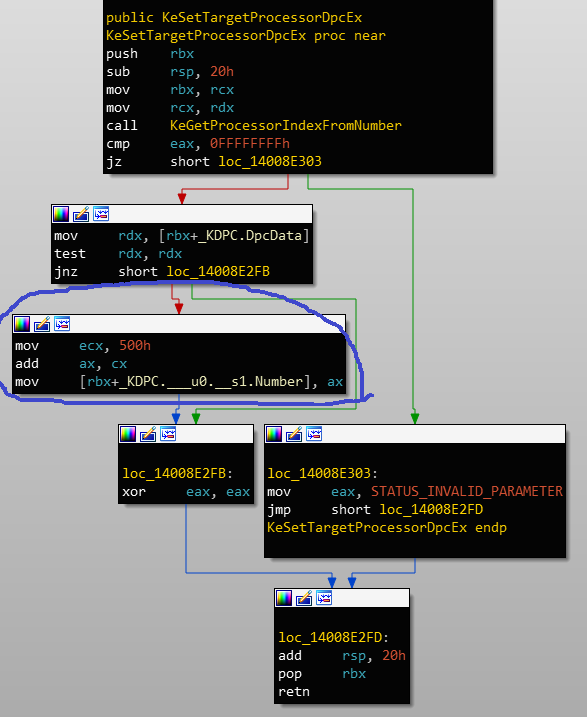 public KeSetTargetProcessorDpcEx
KeSetTargetProcessorDpcEx proc near
push rbx
sub rsp, 20h
mov rbx, rcx
mov rcx, rdx
call KeGetProcessorIndexFromNumber
cmp eax, 0FFFFFFFFh
jz short loc_14008E303
mov rdx, [rbx+_KDPC.DpcData]
test rdx, rdx
jnz short loc_14008E2FB
mov ecx, 500h
add ax, cx
mov [rbx+_KDPC.___u0.__s1.Number], ax
loc_14008E2FB:
xor eax, eax
loc_14008E303:
mov eax, STATUS_INVALID_PARAMETER
jmp short loc_14008E2FD
KeSetTargetProcessorDpcEx endp
loc_14008E2FD:
add rsp, 20h
pop rbx
retn